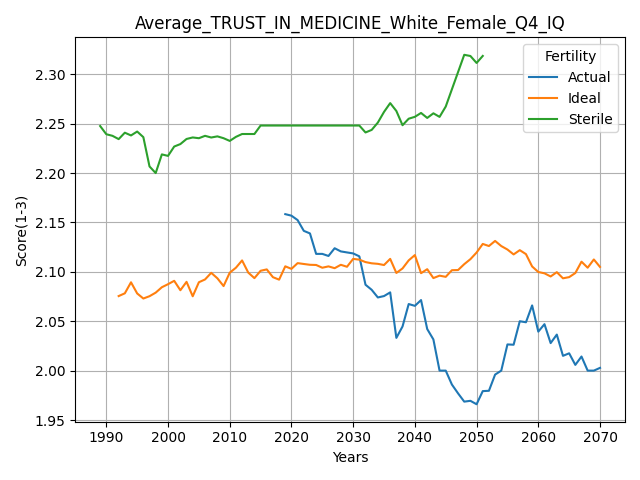 Average_TRUST_IN_MEDICINE_White_Female_Q4_IQ
Fertility
Actual
Ideal
Sterile
Score(1-3)
2.30
2.25
2.20
2.15
2.10
2.05
2.00
1.95
1990 2000 2010 2020 2030 2040 2050 2060 2070
Years